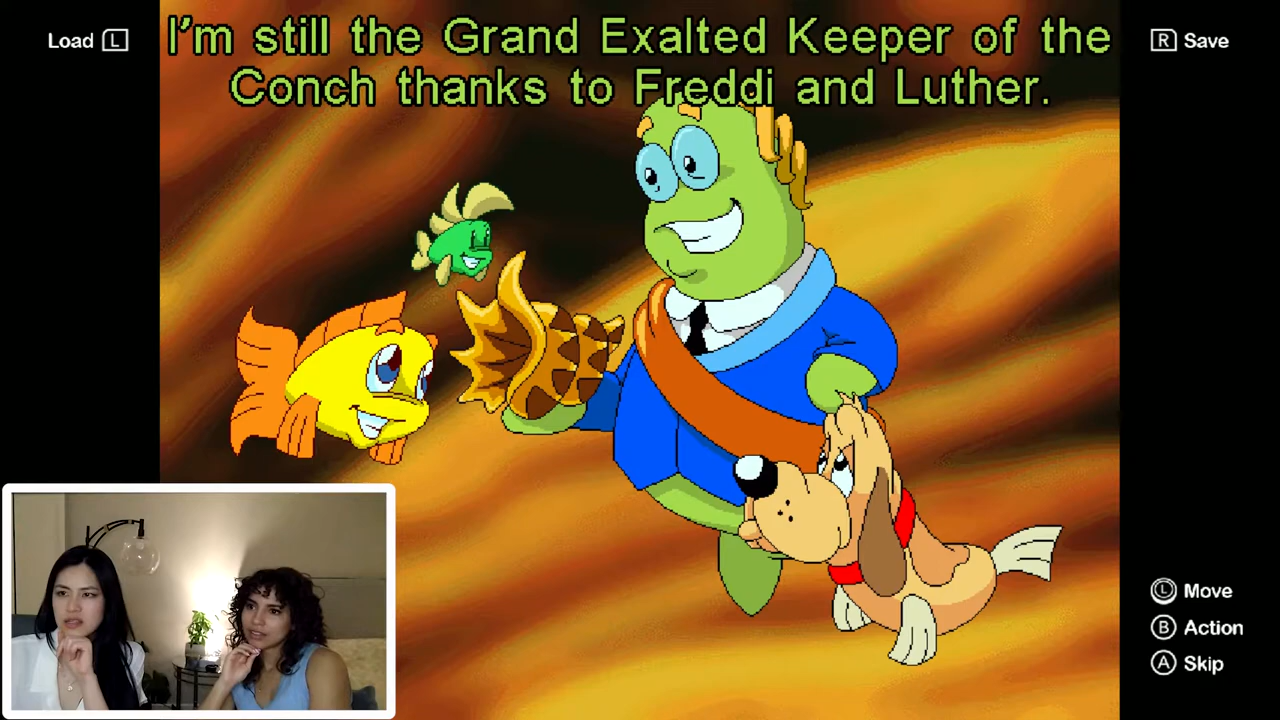 Load L
I'm still the Grand Exalted Keeper of the
Conch thanks to Freddi and Luther.
R Save
L Move
B Action
A Skip